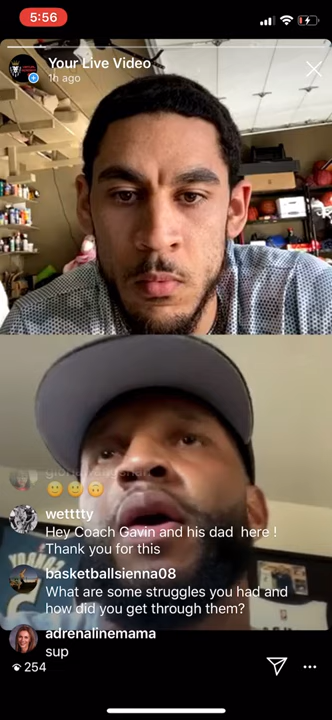 5:56
Your Live Video
1h ago
wetttty
Hey Coach Gavin and his dad here !
Thank you for this
basketballsienna08
What are some struggles you had and
how did you get through them?
adrenalinemama
sup
254